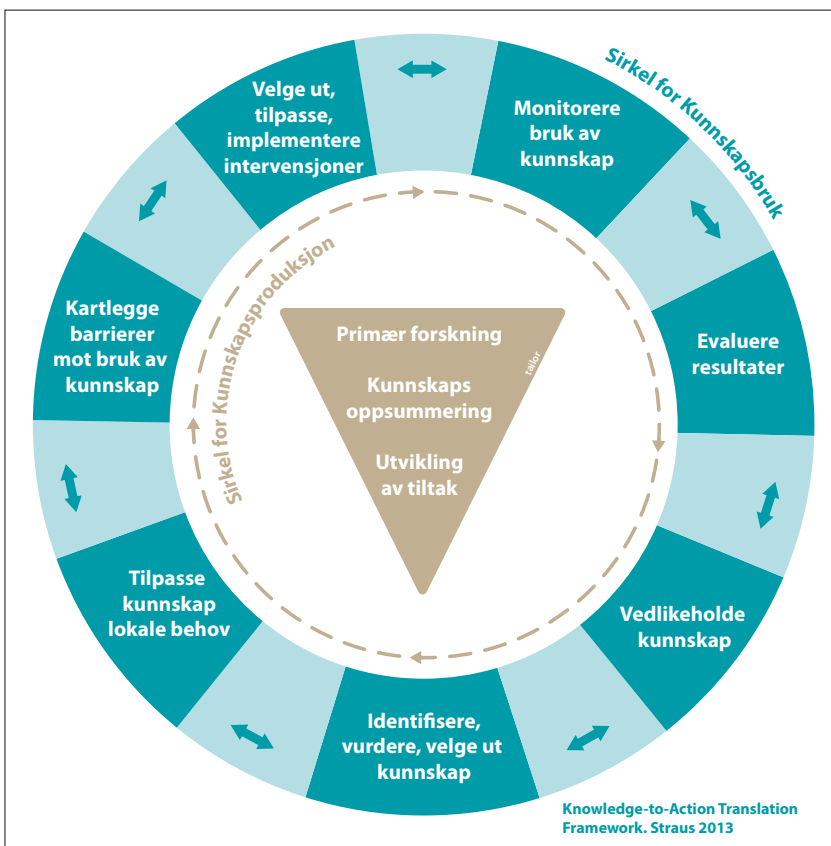 Sirkel for Kunnskapsbruk
Velge ut,
tilpasse,
implementere
intervensjoner
Monitorere
bruk av
kunnskap
Evaluere
resultater
Vedlikeholde
kunnskap
Identifisere,
vurdere, velge ut
kunnskap
Tilpasse
kunnskap
lokale behov
Kartlegge
barrierer
mot bruk av
kunnskap
Sirkel for Kunnskapsproduksjon
Primær forskning
tailor
Kunnskaps
oppsummering
Utvikling
av tiltak
Knowledge-to-Action Translation
Framework. Straus 2013